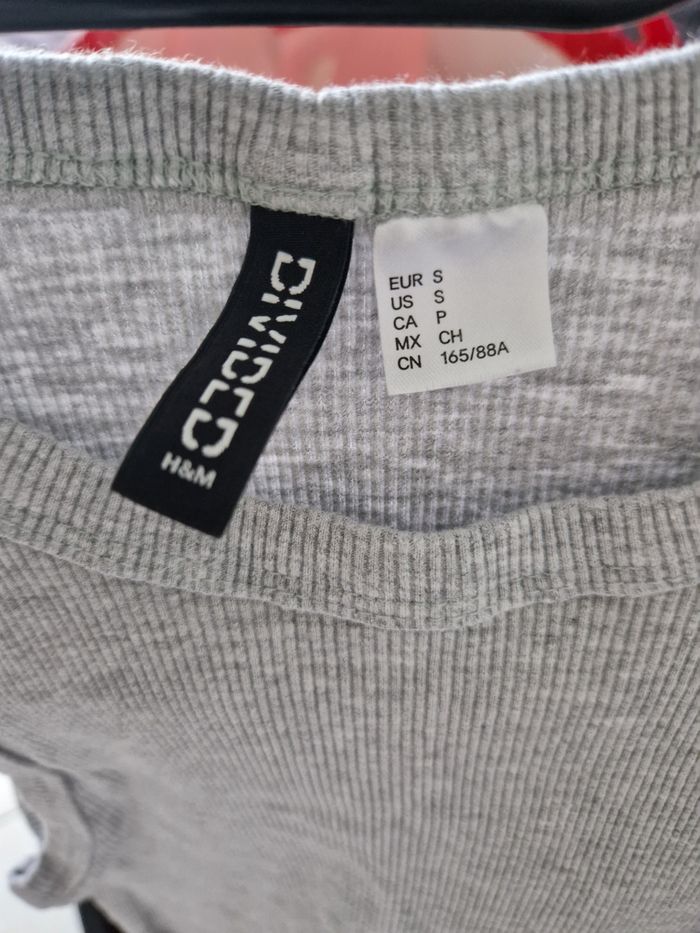 DIVIDED
H&M
EUR S
US S
CA P
MX CH
CN 165/88A